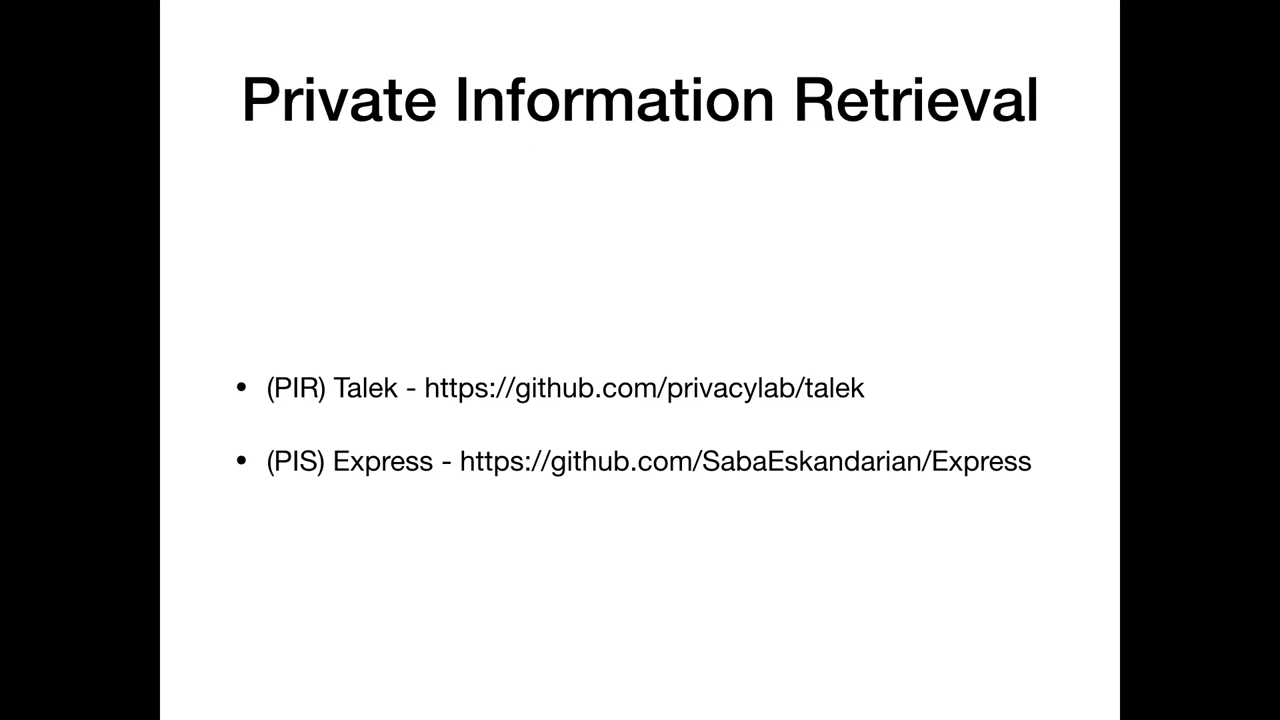 Private Information Retrieval
• (PIR) Talek - https://github.com/privacylab/talek
• (PIS) Express - https://github.com/SabaEskandarian/Express